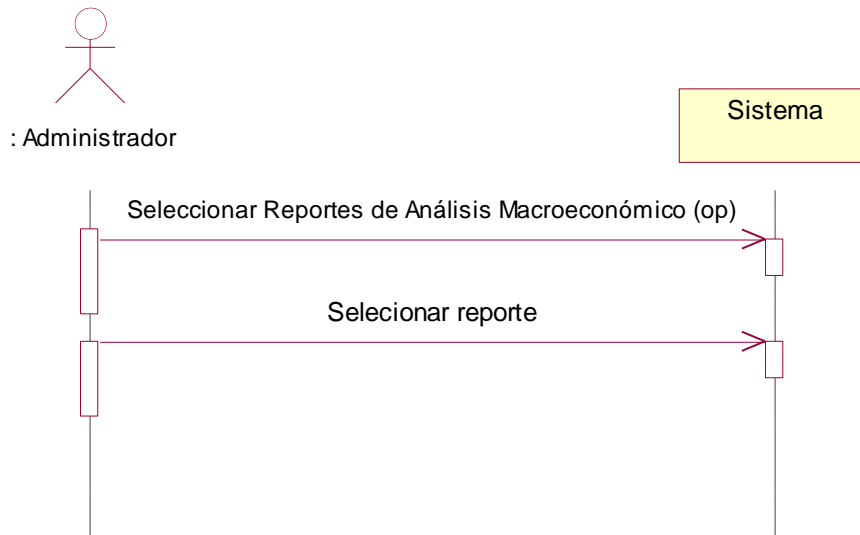 : Administrador
Sistema
Seleccionar Reportes de Análisis Macroeconómico (op)
Selecionar reporte